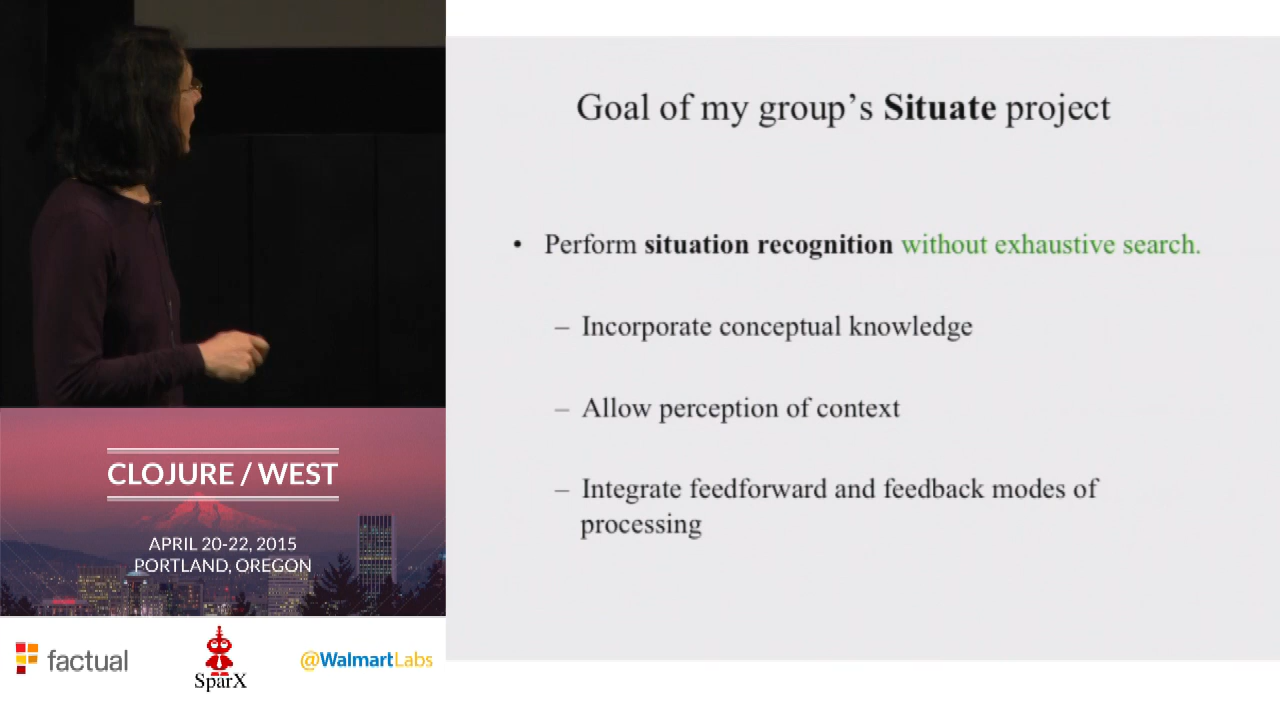 Goal of my group's Situate project
• Perform situation recognition without exhaustive search.
– Incorporate conceptual knowledge
– Allow perception of context
– Integrate feedforward and feedback modes of
processing
CLOJURE / WEST
APRIL 20-22, 2015
PORTLAND, OREGON
factual
SparX
@WalmartLabs